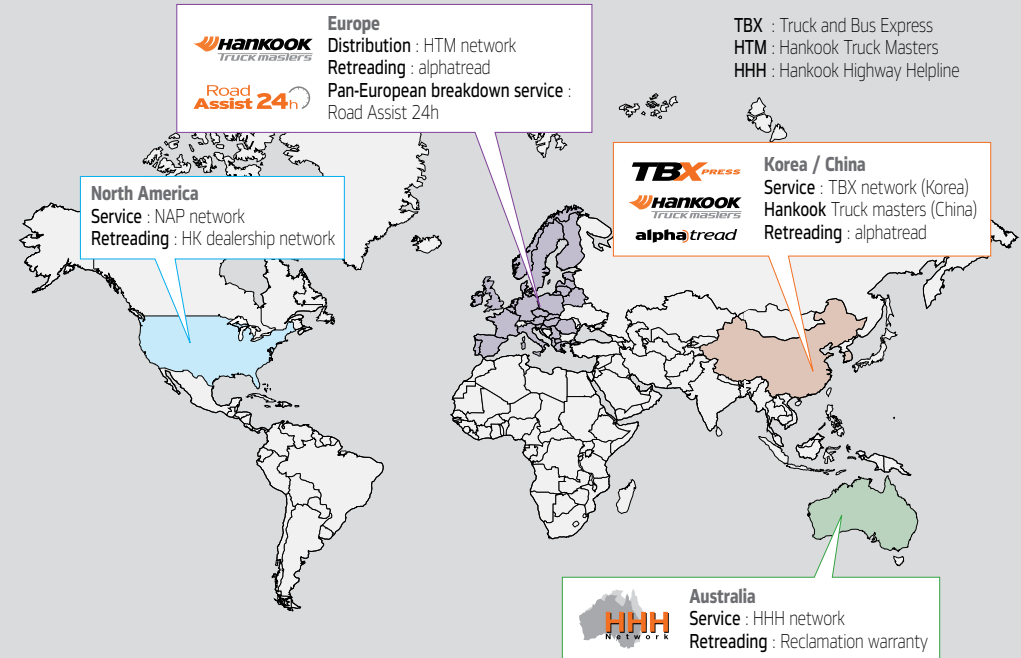 Europe
HANKOOK
Truck masters
Distribution : HTM network
Retreading : alphatread
Road
Assist 24h
Pan-European breakdown service :
Road Assist 24h
TBX : Truck and Bus Express
HTM : Hankook Truck Masters
HHH : Hankook Highway Helpline
North America
Service : NAP network
Retreading : HK dealership network
TBX PRESS
HANKOOK
Truck masters
alphatread
Korea / China
Service : TBX network (Korea)
Hankook Truck masters (China)
Retreading : alphatread
HHH
Network
Australia
Service : HHH network
Retreading : Reclamation warranty